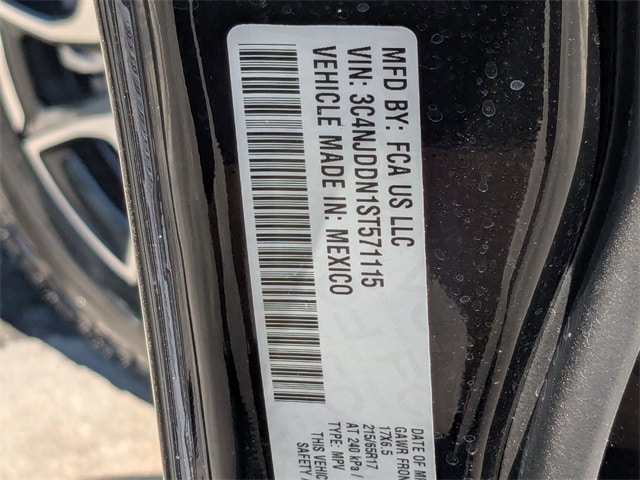 MFD BY: FCA US LLC
VIN: 3C4NJDDN1ST571115
VEHICLE MADE IN: MEXICO
DATE OF M
GAWR FRON
17X6.5
215/65R17
AT 240 kPa /
TYPE: MPV
THIS VEHIC
SAFETY A